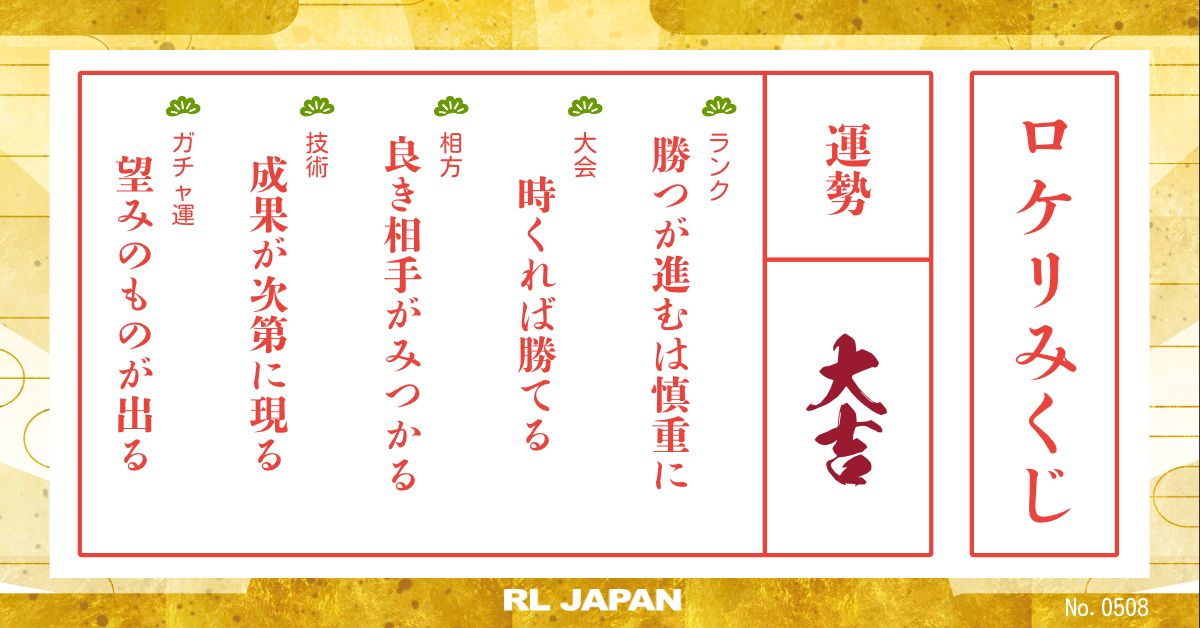 ロケリみくじ
運勢
大吉
ランク
勝つが進むは慎重に
大会
時くれば勝てる
相方
良き相手がみつかる
技術
成果が次第に現る
ガチャ運
望みのものが出る
RL JAPAN
No. 0508